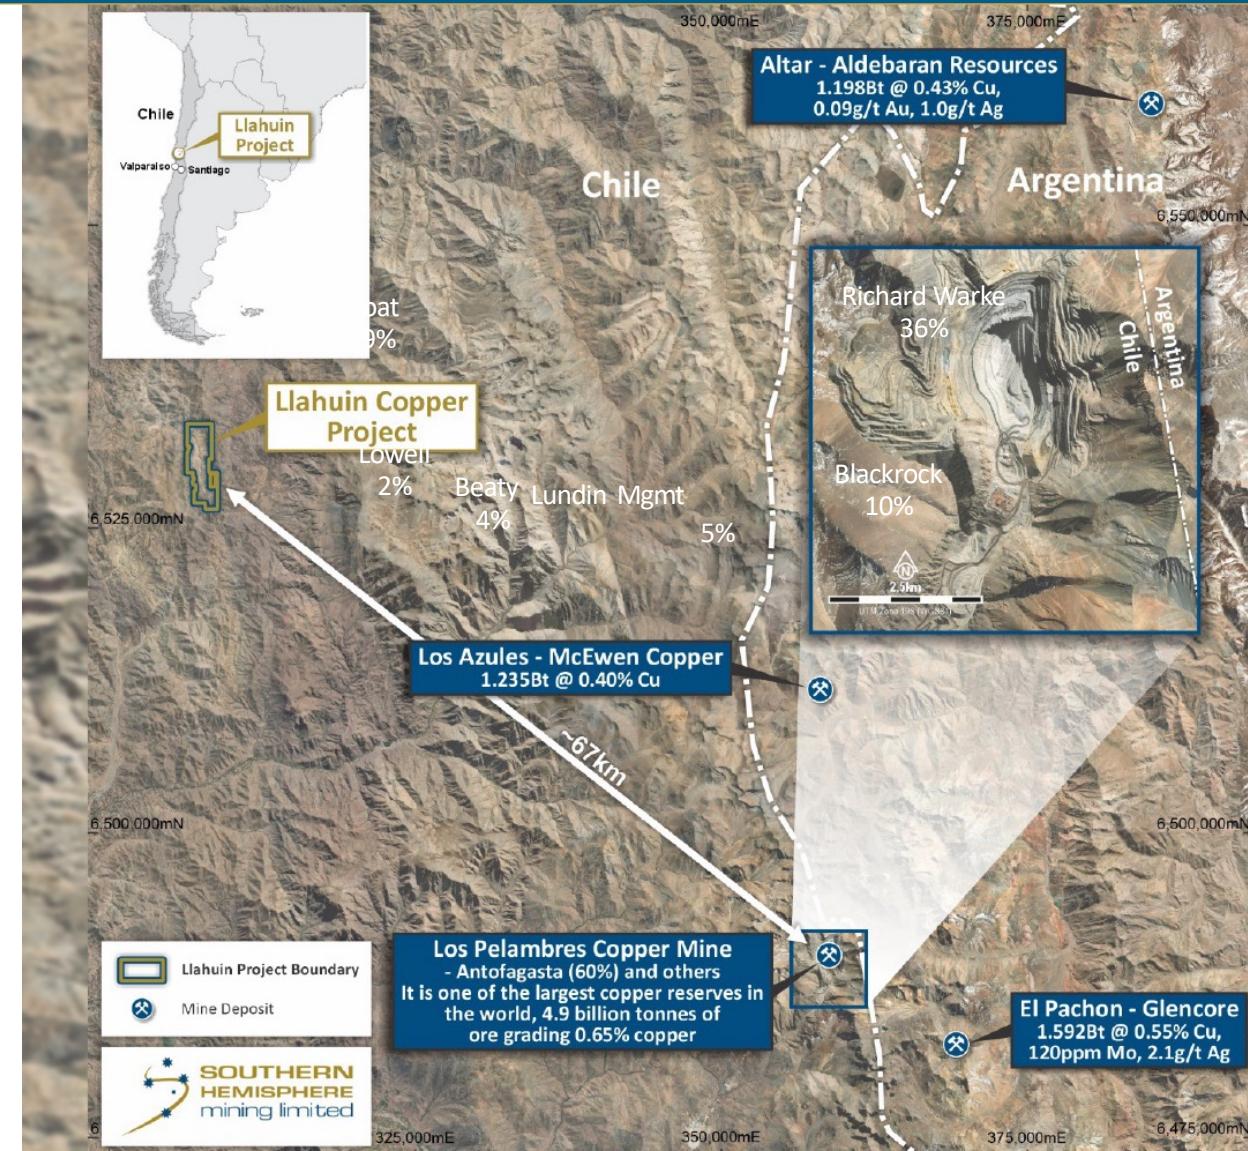 350,000mE
375,000mE
Altar - Aldebaran Resources
1.198Bt @ 0.43% Cu,
0.09g/t Au, 1.0g/t Ag
Chile
Llahuin
Project
Valparaiso
Santiago
Chile
Argentina
6,550,000mN
Richard Warke
36%
Argentina
Chile
Llahuin Copper
Project
Lowell
2%
Beaty
4%
Lundin
Mgmt
5%
Blackrock
10%
6,525,000mN
N
2.5km
Los Azules - McEwen Copper
1.235Bt @ 0.40% Cu
~67km
6,500,000mN
6,500,000mN
Los Pelambres Copper Mine
- Antofagasta (60%) and others
It is one of the largest copper reserves in
the world, 4.9 billion tonnes of
ore grading 0.65% copper
Llahuin Project Boundary
Mine Deposit
El Pachon - Glencore
1.592Bt @ 0.55% Cu,
120ppm Mo, 2.1g/t Ag
SOUTHERN
HEMISPHERE
mining limited
325,000mE
350,000mE
375,000mE
6,475,000mN